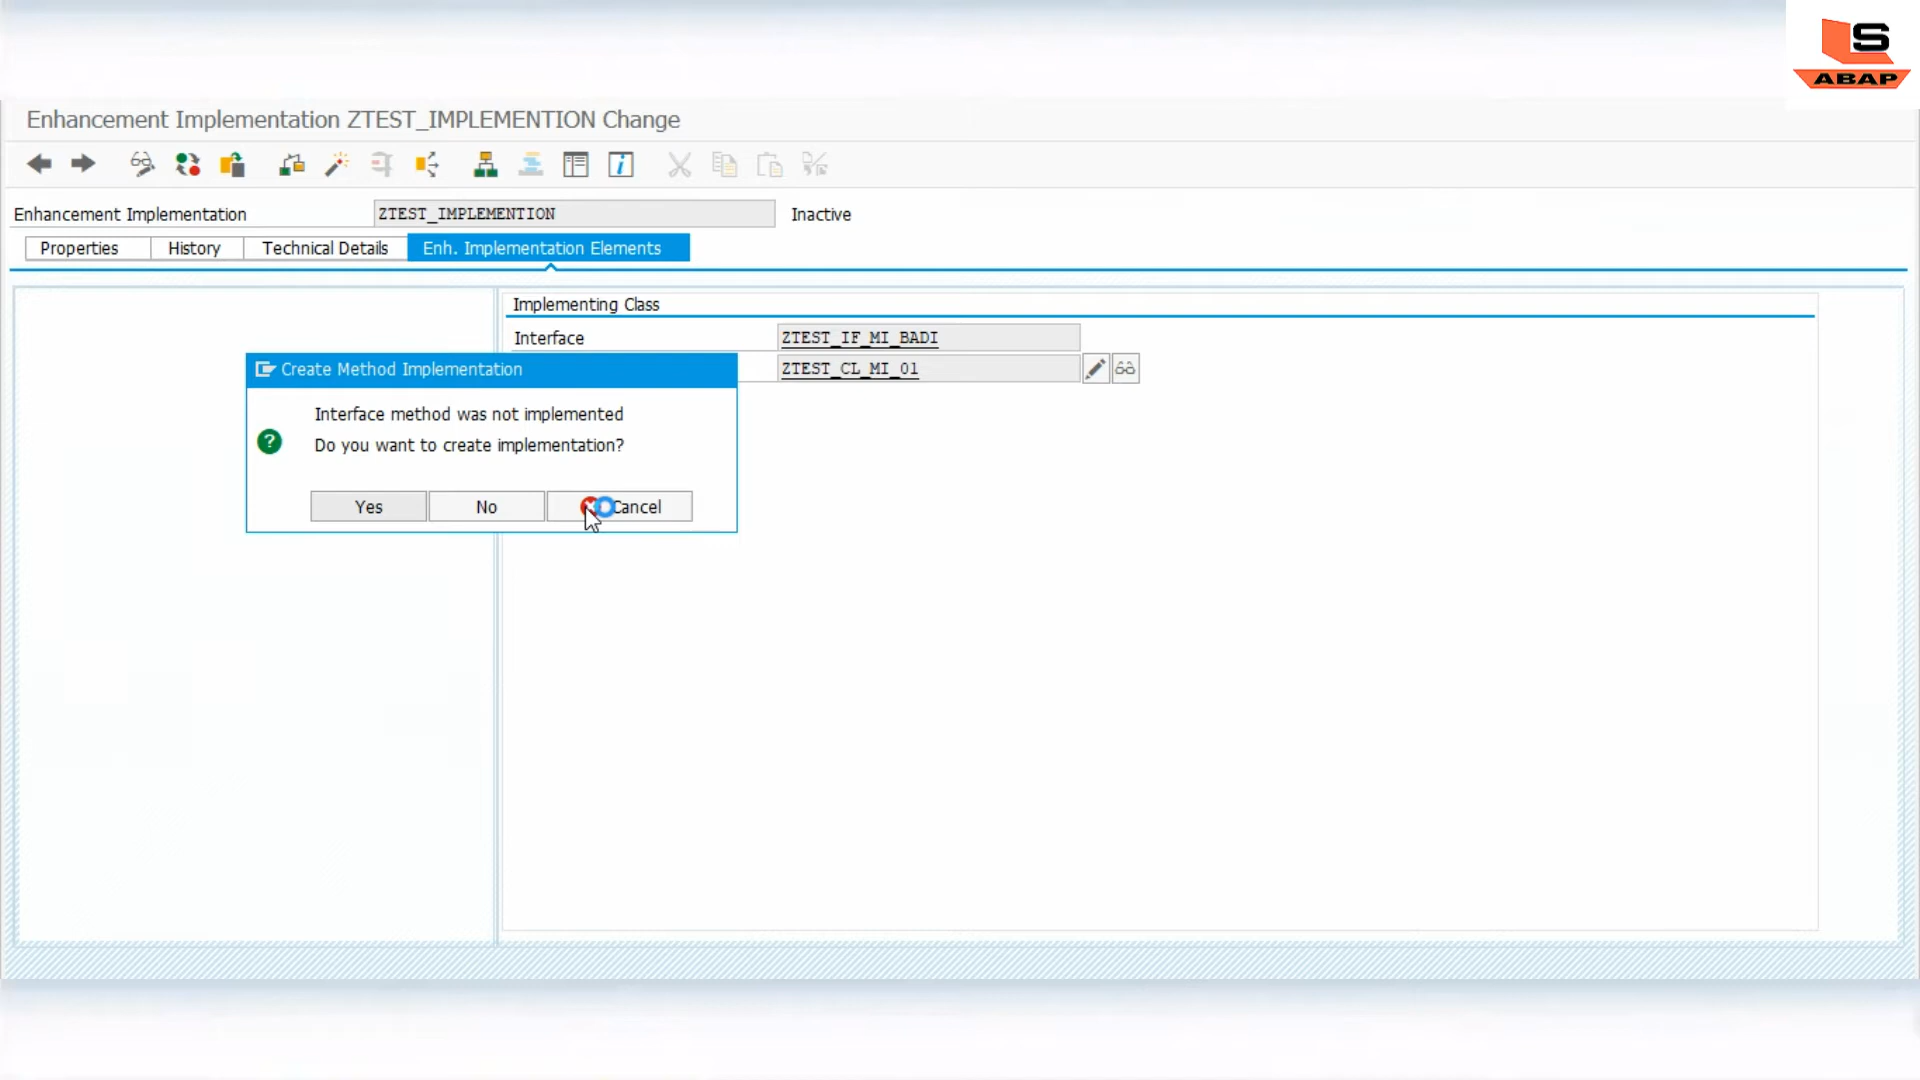 LS
ABAP
Enhancement Implementation ZTEST_IMPLEMENTION Change
Enhancement Implementation ZTEST_IMPLEMENTION Inactive
Properties History Technical Details Enh. Implementation Elements
Implementing Class
Interface ZTEST_IF_MI_BADI
ZTEST_CL_MI_01
Create Method Implementation
Interface method was not implemented
Do you want to create implementation?
Yes No Cancel